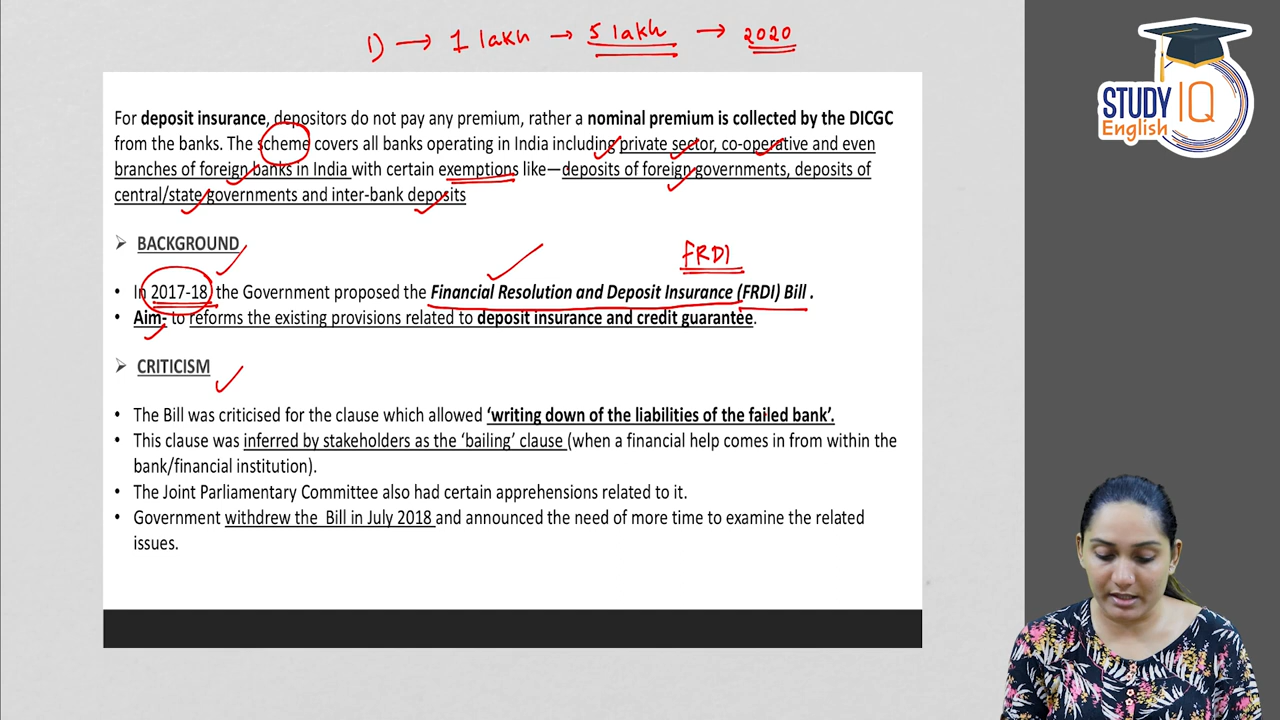 1) → 1 lakh → 5 lakh → 2020
STUDY IQ
English
For deposit insurance, depositors do not pay any premium, rather a nominal premium is collected by the DICGC
from the banks. The scheme covers all banks operating in India including private sector, co-operative and even
branches of foreign banks in India with certain exemptions like—deposits of foreign governments, deposits of
central/state governments and inter-bank deposits
➢ BACKGROUND
FRDI
• In 2017-18, the Government proposed the Financial Resolution and Deposit Insurance (FRDI) Bill .
• Aim- to reforms the existing provisions related to deposit insurance and credit guarantee.
➢ CRITICISM
• The Bill was criticised for the clause which allowed ‘writing down of the liabilities of the failed bank’.
• This clause was inferred by stakeholders as the ‘bailing’ clause (when a financial help comes in from within the
bank/financial institution).
• The Joint Parliamentary Committee also had certain apprehensions related to it.
• Government withdrew the Bill in July 2018 and announced the need of more time to examine the related
issues.